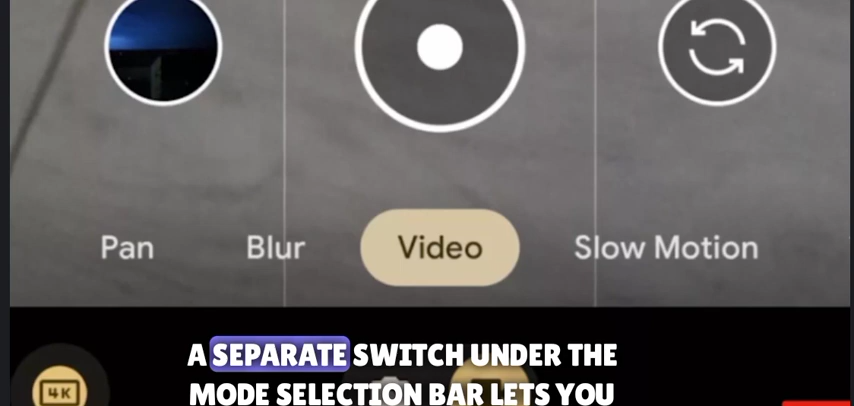 Pan Blur Video Slow Motion
A SEPARATE SWITCH UNDER THE
4K MODE SELECTION BAR LETS YOU